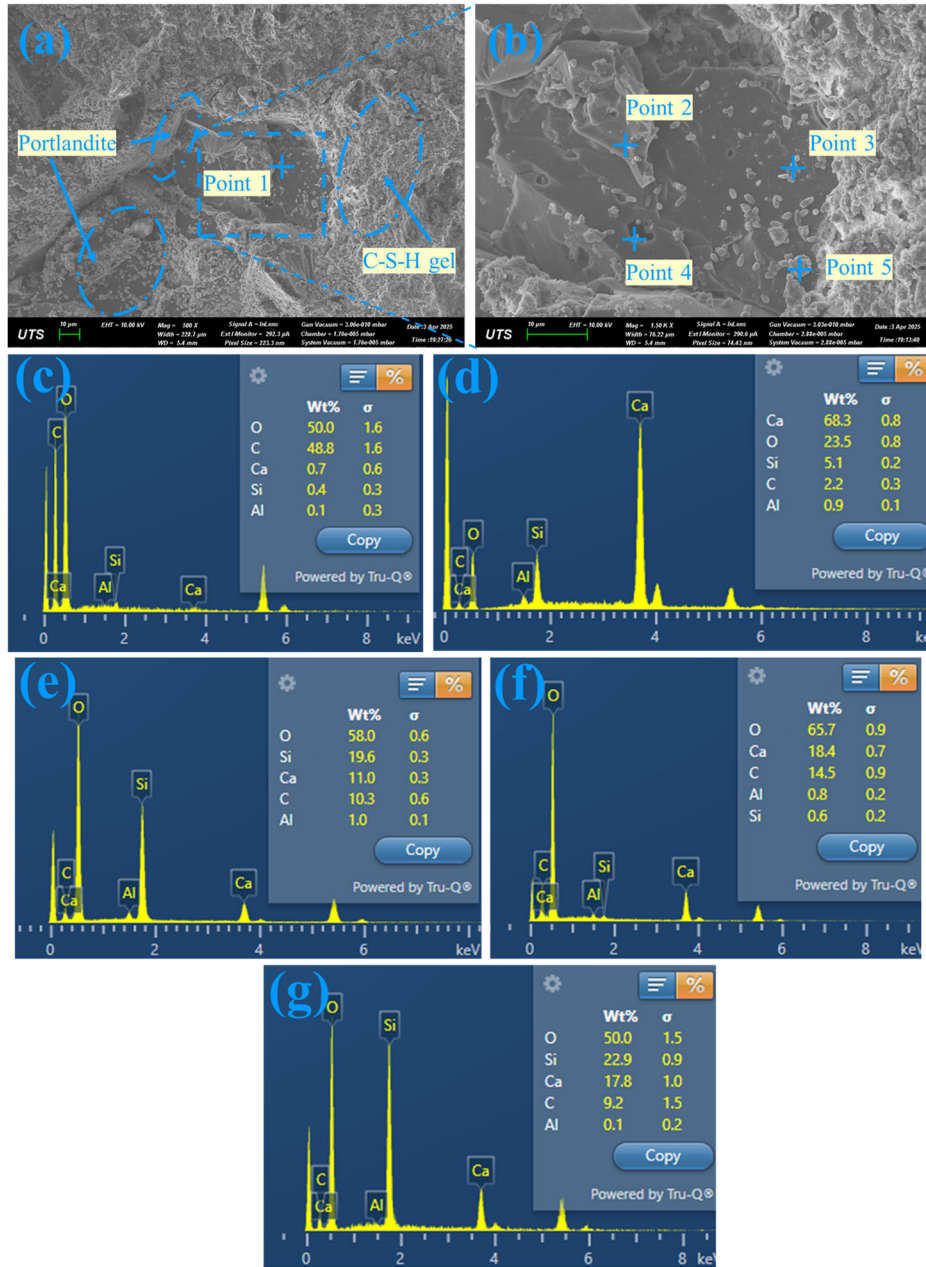 (a)
Portlandite
Point 1
C-S-H gel
UTS
10 μm
EHT = 10.00 kV
Mag = 500 X
Width = 228.7 μm
WD = 5.4 mm
Signal A = InLens
Ext I Monitor = 292.3 pA
Pixel Size = 223.3 nm
Gun Vacuum = 3.06e-010 mbar
Chamber = 1.76e-005 mbar
System Vacuum = 1.76e-005 mbar
Date :3 Apr 2025
Time :19:27:26
(b)
Point 2
Point 3
Point 4
Point 5
UTS
10 μm
EHT = 10.00 kV
Mag = 1.50 K X
Width = 76.22 μm
WD = 5.4 mm
Signal A = InLens
Ext I Monitor = 290.6 pA
Pixel Size = 74.43 nm
Gun Vacuum = 3.03e-010 mbar
Chamber = 2.88e-005 mbar
System Vacuum = 2.88e-005 mbar
Date :3 Apr 2025
Time :19:13:40
(c)
%
Wt% σ
O 50.0 1.6
C 48.8 1.6
Ca 0.7 0.6
Si 0.4 0.3
Al 0.1 0.3
Copy
Powered by Tru-Q®
O
C
Si
Ca Al Ca
0 2 4 6 8 keV
(d)
%
Wt% σ
Ca 68.3 0.8
O 23.5 0.8
Si 5.1 0.2
C 2.2 0.3
Al 0.9 0.1
Copy
Powered by Tru-Q®
Ca
O Si
C
Ca Al
0 2 4 6 8 keV
(e)
%
Wt% σ
O 58.0 0.6
Si 19.6 0.3
Ca 11.0 0.3
C 10.3 0.6
Al 1.0 0.1
Copy
Powered by Tru-Q®
O
Si
C
Ca Al Ca
0 2 4 6 keV
(f)
%
Wt% σ
O 65.7 0.9
Ca 18.4 0.7
C 14.5 0.9
Al 0.8 0.2
Si 0.6 0.2
Copy
Powered by Tru-Q®
O
C Si Ca
Ca Al
0 2 4 6 8 keV
(g)
%
Wt% σ
O 50.0 1.5
Si 22.9 0.9
Ca 17.8 1.0
C 9.2 1.5
Al 0.1 0.2
Copy
Powered by Tru-Q®
O
Si
C Ca
Ca Al
0 2 4 6 8 keV